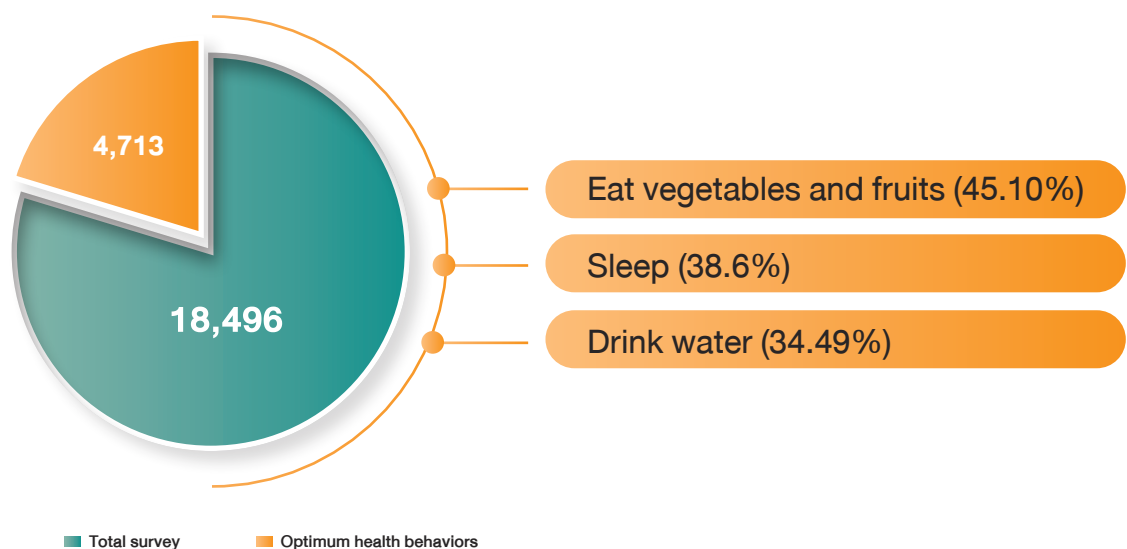 4,713
18,496
Eat vegetables and fruits (45.10%)
Sleep (38.6%)
Drink water (34.49%)
Total survey
Optimum health behaviors